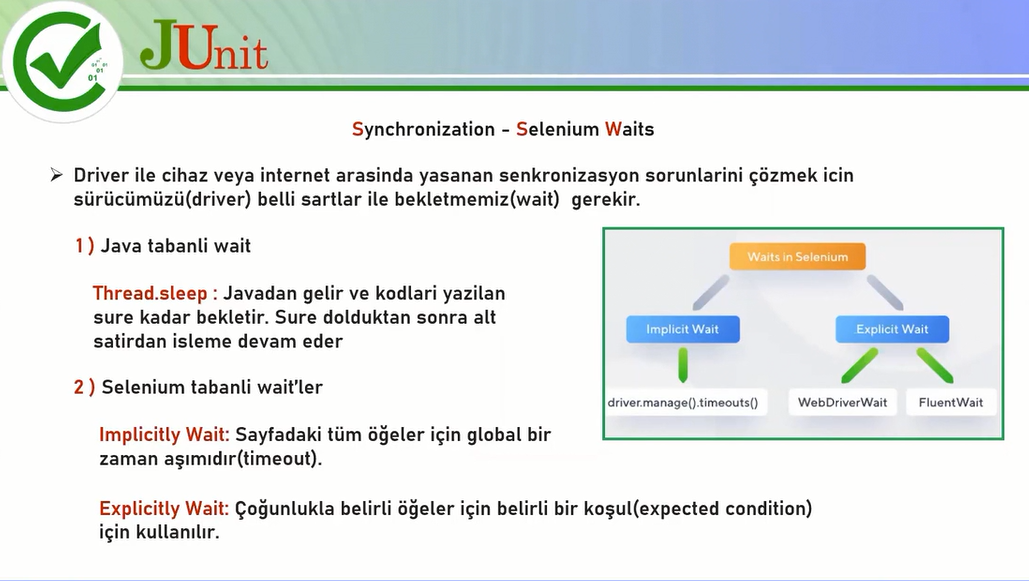 JUnit
01 01
01
01
Synchronization - Selenium Waits
➢ Driver ile cihaz veya internet arasinda yasanan senkronizasyon sorunlarini çözmek icin
sürücümüzü(driver) belli sartlar ile bekletmemiz(wait) gerekir.
1 ) Java tabanli wait
Thread.sleep : Javadan gelir ve kodlari yazilan
sure kadar bekletir. Sure dolduktan sonra alt
satirdan isleme devam eder
2 ) Selenium tabanli wait'ler
Implicitly Wait: Sayfadaki tüm öğeler için global bir
zaman aşımıdır(timeout).
Explicitly Wait: Çoğunlukla belirli öğeler için belirli bir koşul(expected condition)
için kullanılır.
Waits in Selenium
Implicit Wait
Explicit Wait
driver.manage().timeouts()
WebDriverWait
FluentWait